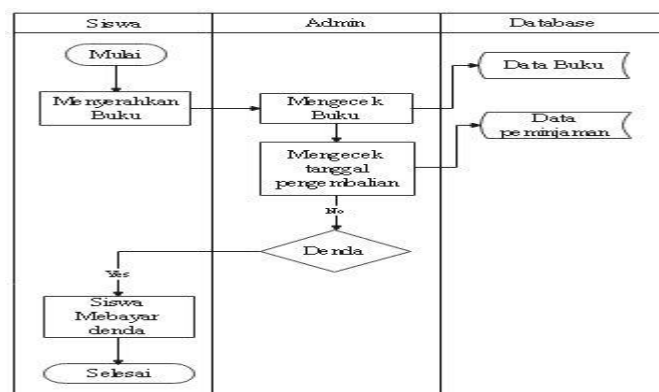 Siswa
Admin
Database
Mulai
Data Buku
Menyerahkan
Buku
Mengecek
Buku
Data
peminjaman
Mengecek
tanggal
pengembalian
No
Denda
Yes
Siswa
Mebayar
denda
Selesai